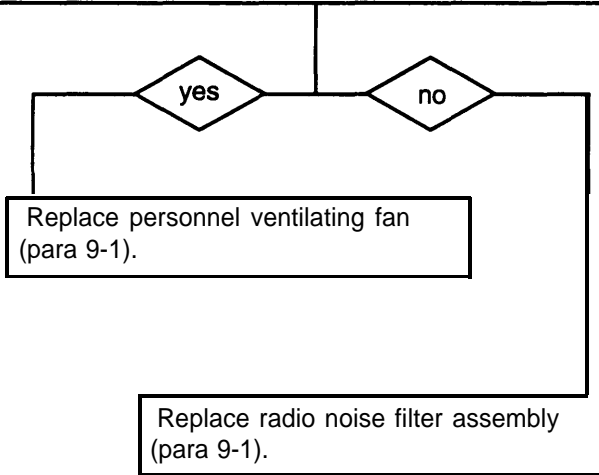 yes
no
Replace personnel ventilating fan
(para 9-1).
Replace radio noise filter assembly
(para 9-1).